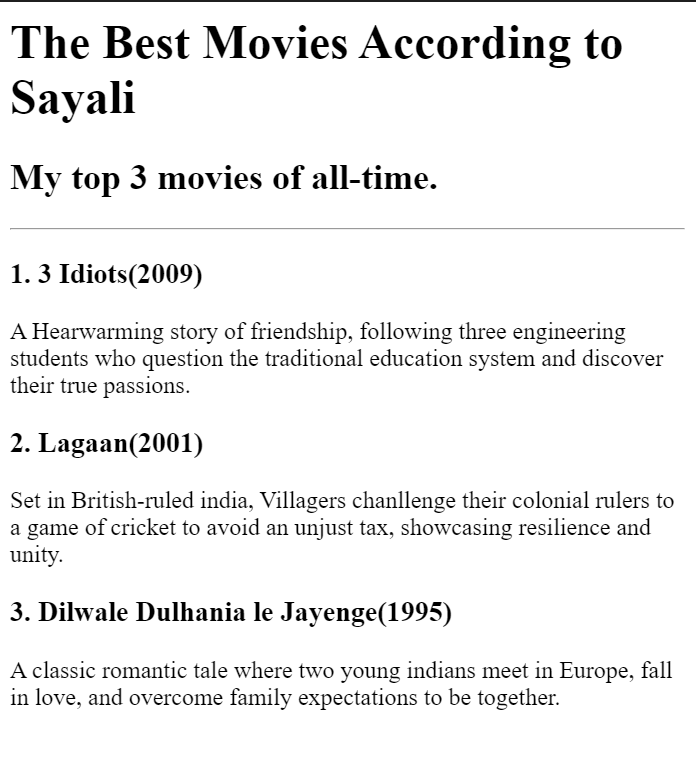 The Best Movies According to
Sayali
My top 3 movies of all-time.
1. 3 Idiots(2009)
A Hearwarming story of friendship, following three engineering
students who question the traditional education system and discover
their true passions.
2. Lagaan(2001)
Set in British-ruled india, Villagers chanllenge their colonial rulers to
a game of cricket to avoid an unjust tax, showcasing resilience and
unity.
3. Dilwale Dulhania le Jayenge(1995)
A classic romantic tale where two young indians meet in Europe, fall
in love, and overcome family expectations to be together.